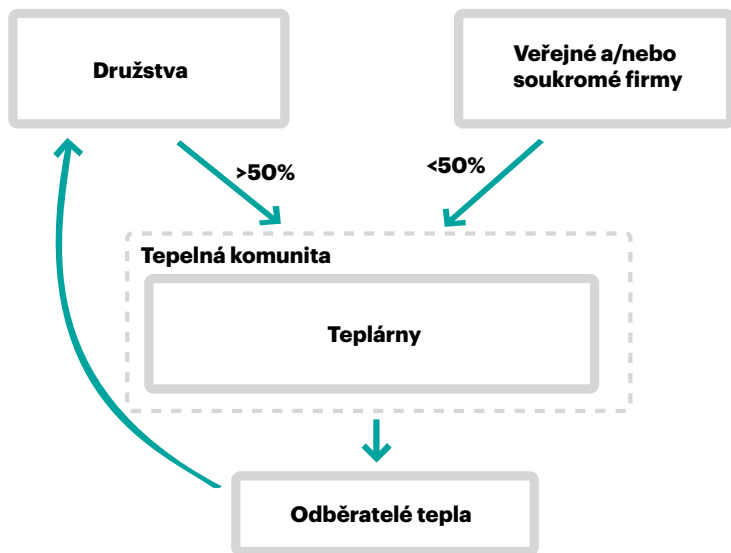 Družstva
Veřejné a/nebo
soukromé firmy
>50%
<50%
Tepelná komunita
Teplárny
Odběratelé tepla